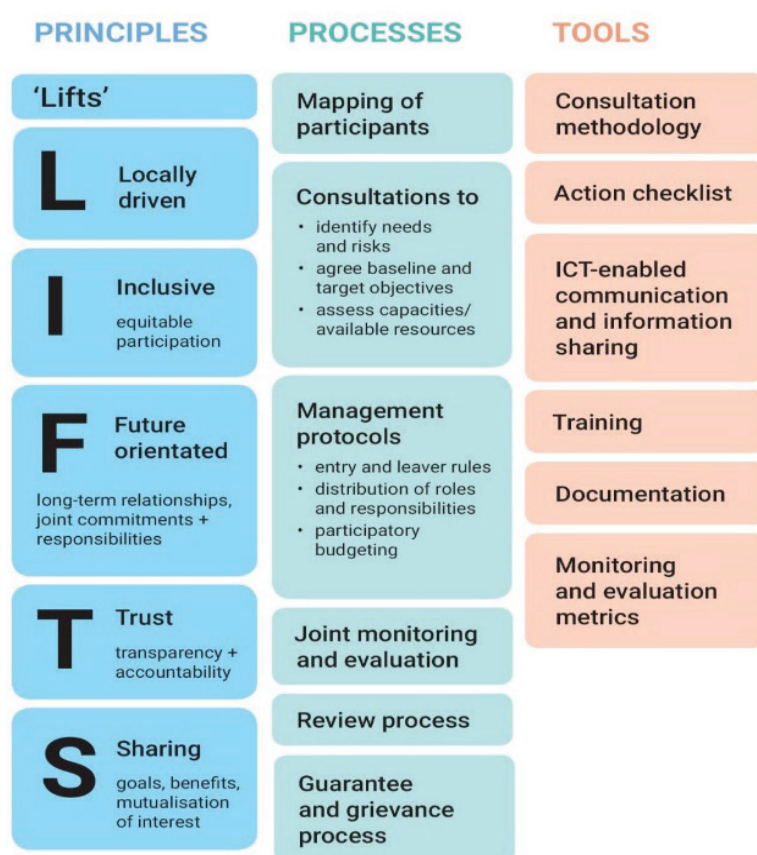 PRINCIPLES
'Lifts'
L
Locally
driven
I
Inclusive
equitable
participation
F
Future
orientated
long-term relationships,
joint commitments +
responsibilities
T
Trust
transparency +
accountability
S
Sharing
goals, benefits,
mutualisation
of interest
PROCESSES
Mapping of
participants
Consultations to
• identify needs
and risks
• agree baseline and
target objectives
• assess capacities/
available resources
Management
protocols
• entry and leaver rules
• distribution of roles
and responsibilities
• participatory
budgeting
Joint monitoring
and evaluation
Review process
Guarantee
and grievance
process
TOOLS
Consultation
methodology
Action checklist
ICT-enabled
communication
and information
sharing
Training
Documentation
Monitoring
and evaluation
metrics